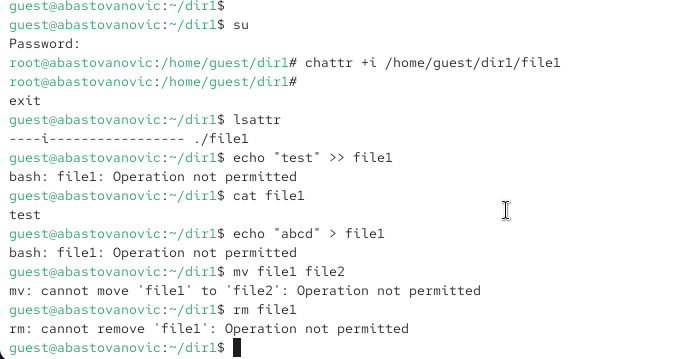 guest@abastovanovic:~/dir1$
guest@abastovanovic:~/dir1$ su
Password:
root@abastovanovic:/home/guest/dir1# chattr +i /home/guest/dir1/file1
root@abastovanovic:/home/guest/dir1#
exit
guest@abastovanovic:~/dir1$ lsattr
----i----------------- ./file1
guest@abastovanovic:~/dir1$ echo "test" >> file1
bash: file1: Operation not permitted
guest@abastovanovic:~/dir1$ cat file1
test
guest@abastovanovic:~/dir1$ echo "abcd" > file1
bash: file1: Operation not permitted
guest@abastovanovic:~/dir1$ mv file1 file2
mv: cannot move 'file1' to 'file2': Operation not permitted
guest@abastovanovic:~/dir1$ rm file1
rm: cannot remove 'file1': Operation not permitted
guest@abastovanovic:~/dir1$